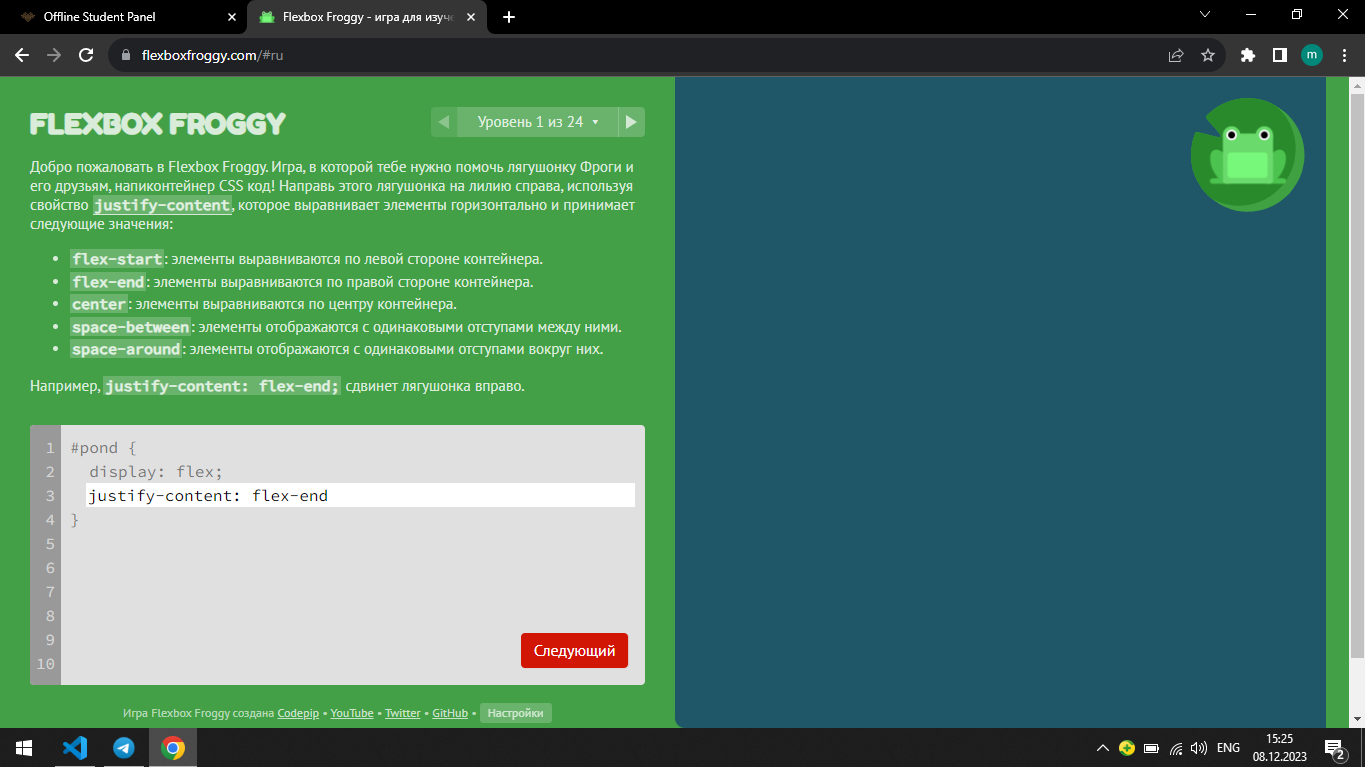 Offline Student Panel
Flexbox Froggy - игра для изуче
flexboxfroggy.com/#ru
m
FLEXBOX FROGGY
Уровень 1 из 24
Добро пожаловать в Flexbox Froggy. Игра, в которой тебе нужно помочь лягушонку Фроги и
его друзьям, напиконтейнер CSS код! Направь этого лягушонка на лилию справа, используя
свойство justify-content, которое выравнивает элементы горизонтально и принимает
следующие значения:
• flex-start: элементы выравниваются по левой стороне контейнера.
• flex-end: элементы выравниваются по правой стороне контейнера.
• center: элементы выравниваются по центру контейнера.
• space-between: элементы отображаются с одинаковыми отступами между ними.
• space-around: элементы отображаются с одинаковыми отступами вокруг них.
Например, justify-content: flex-end; сдвинет лягушонка вправо.
1 #pond {
2 display: flex;
3 justify-content: flex-end
4 }
5
6
7
8
9
10
Следующий
Игра Flexbox Froggy создана Codepip • YouTube • Twitter • GitHub • Настройки
ENG
15:25
08.12.2023
2